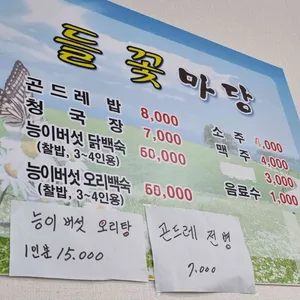 들꽃마당
곤드레 밥 8,000
청국장 7,000
능이버섯 닭백숙 60,000
(찰밥, 3~4인용)
능이버섯 오리백숙 60,000
(찰밥, 3~4인용)
소주 4,000
맥주 4,000
3,000
음료수 1,000
능이버섯 오리탕
1인분 15.000
곤드레 전병
7.000